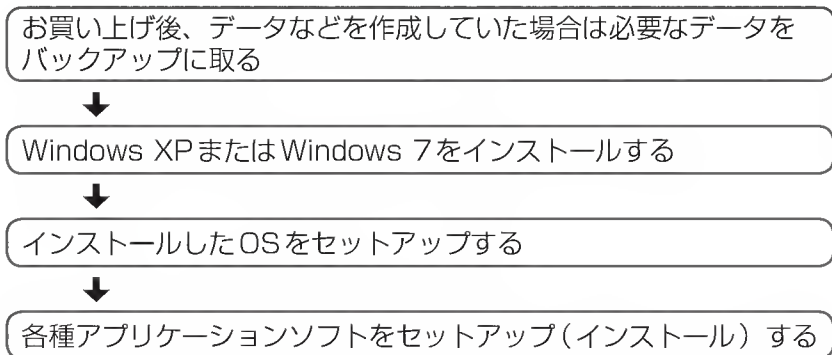 お買い上げ後、データなどを作成していた場合は必要なデータを
バックアップに取る
Windows XPまたはWindows 7をインストールする
インストールしたOSをセットアップする
各種アプリケーションソフトをセットアップ(インストール)する